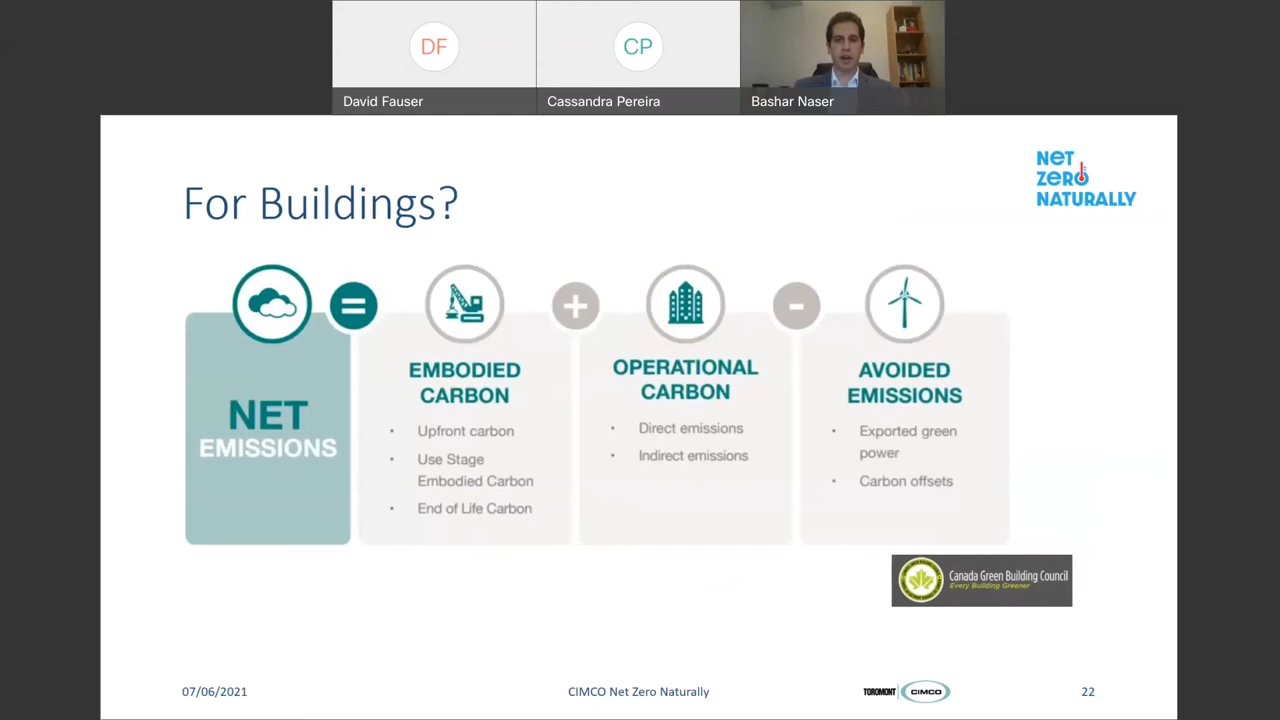 DF
CP
David Fauser
Cassandra Pereira
Bashar Naser
NET
ZERO
NATURALLY
For Buildings?
=
+
-
NET
EMISSIONS
EMBODIED
CARBON
• Upfront carbon
• Use Stage
Embodied Carbon
• End of Life Carbon
OPERATIONAL
CARBON
• Direct emissions
• Indirect emissions
AVOIDED
EMISSIONS
• Exported green
power
• Carbon offsets
Canada Green Building Council
Every Building Greener
07/06/2021
CIMCO Net Zero Naturally
TOROMONT
CIMCO
22